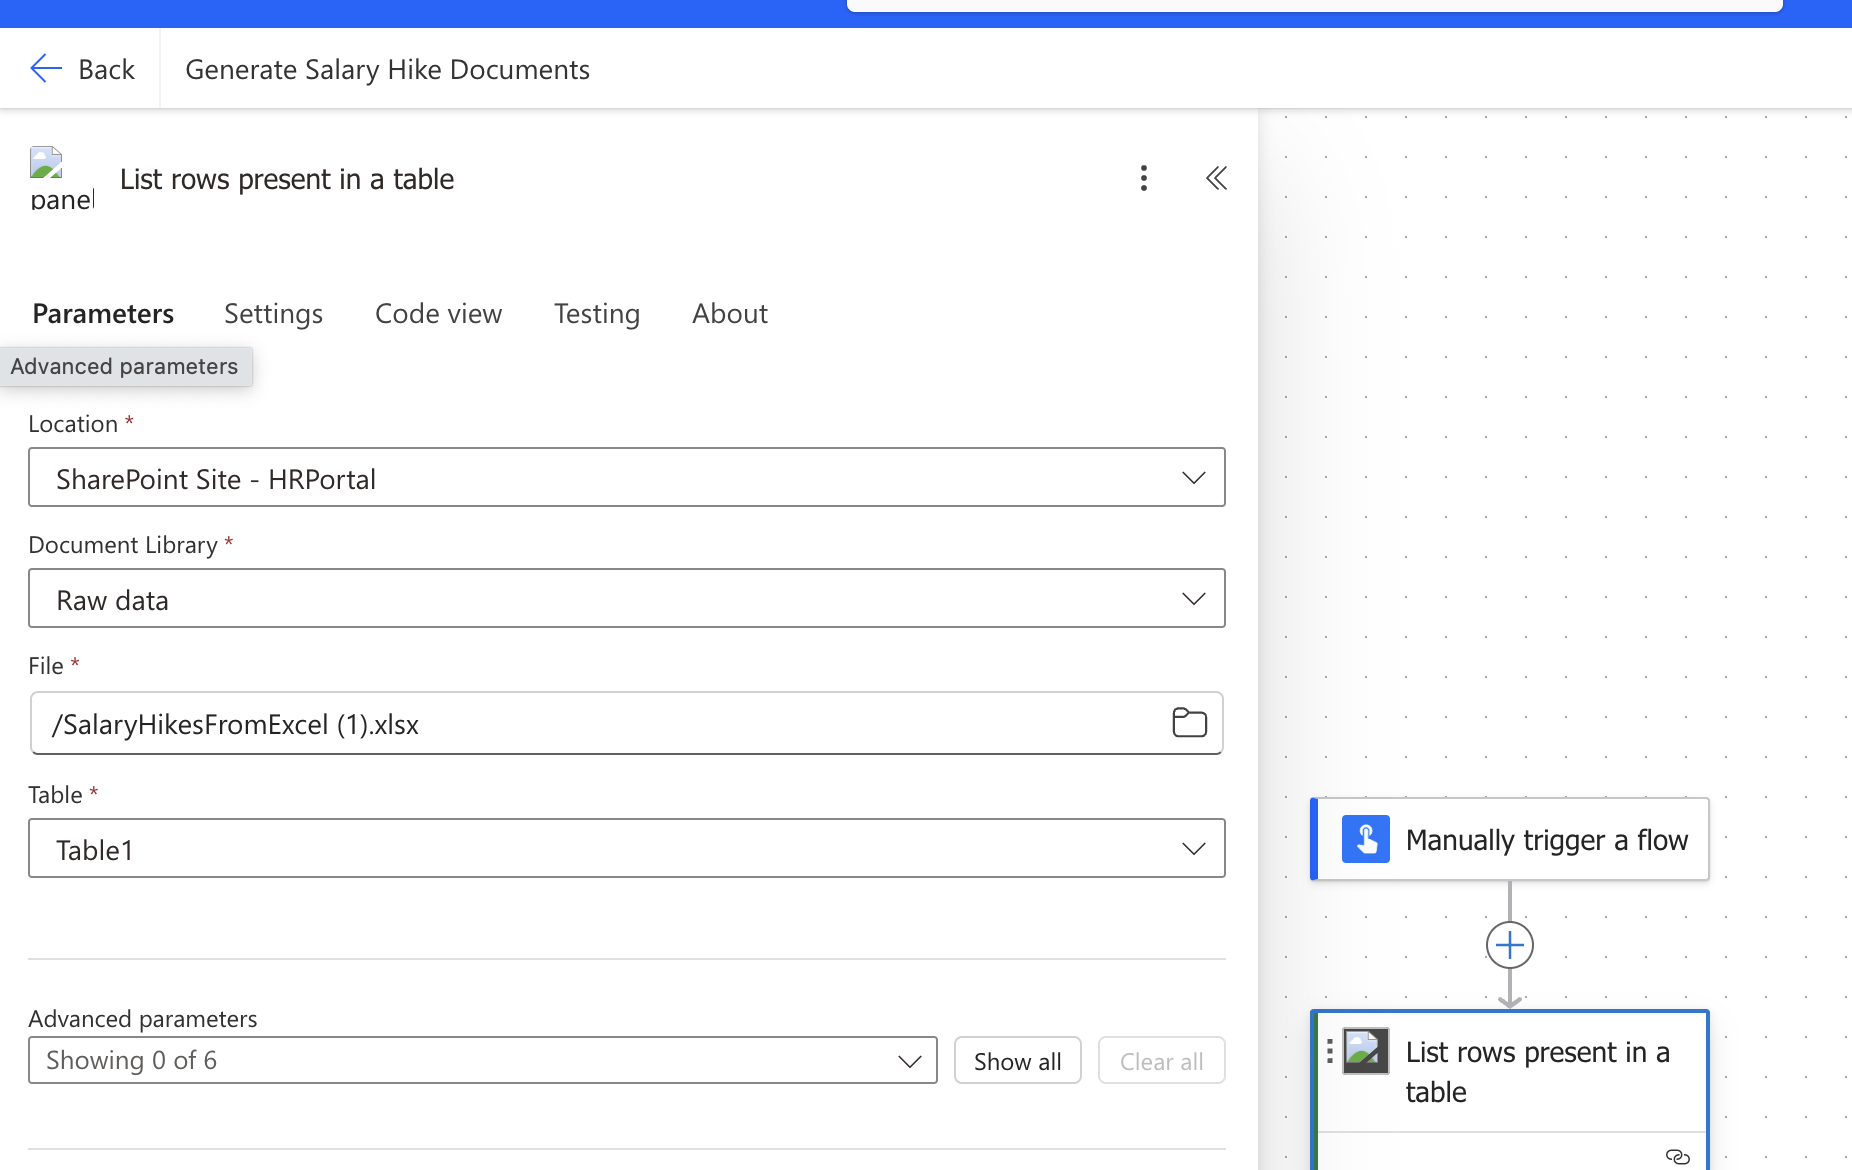 Back
Generate Salary Hike Documents
panel
List rows present in a table
Parameters
Settings
Code view
Testing
About
Advanced parameters
Location *
SharePoint Site - HRPortal
Document Library *
Raw data
File *
/SalaryHikesFromExcel (1).xlsx
Table *
Table1
Advanced parameters
Showing 0 of 6
Show all
Clear all
Manually trigger a flow
List rows present in a
table